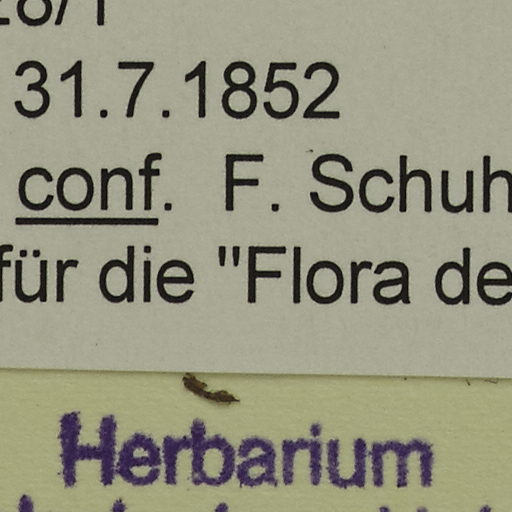 31.7.1852
conf. F. Schuh
für die "Flora de
Herbarium